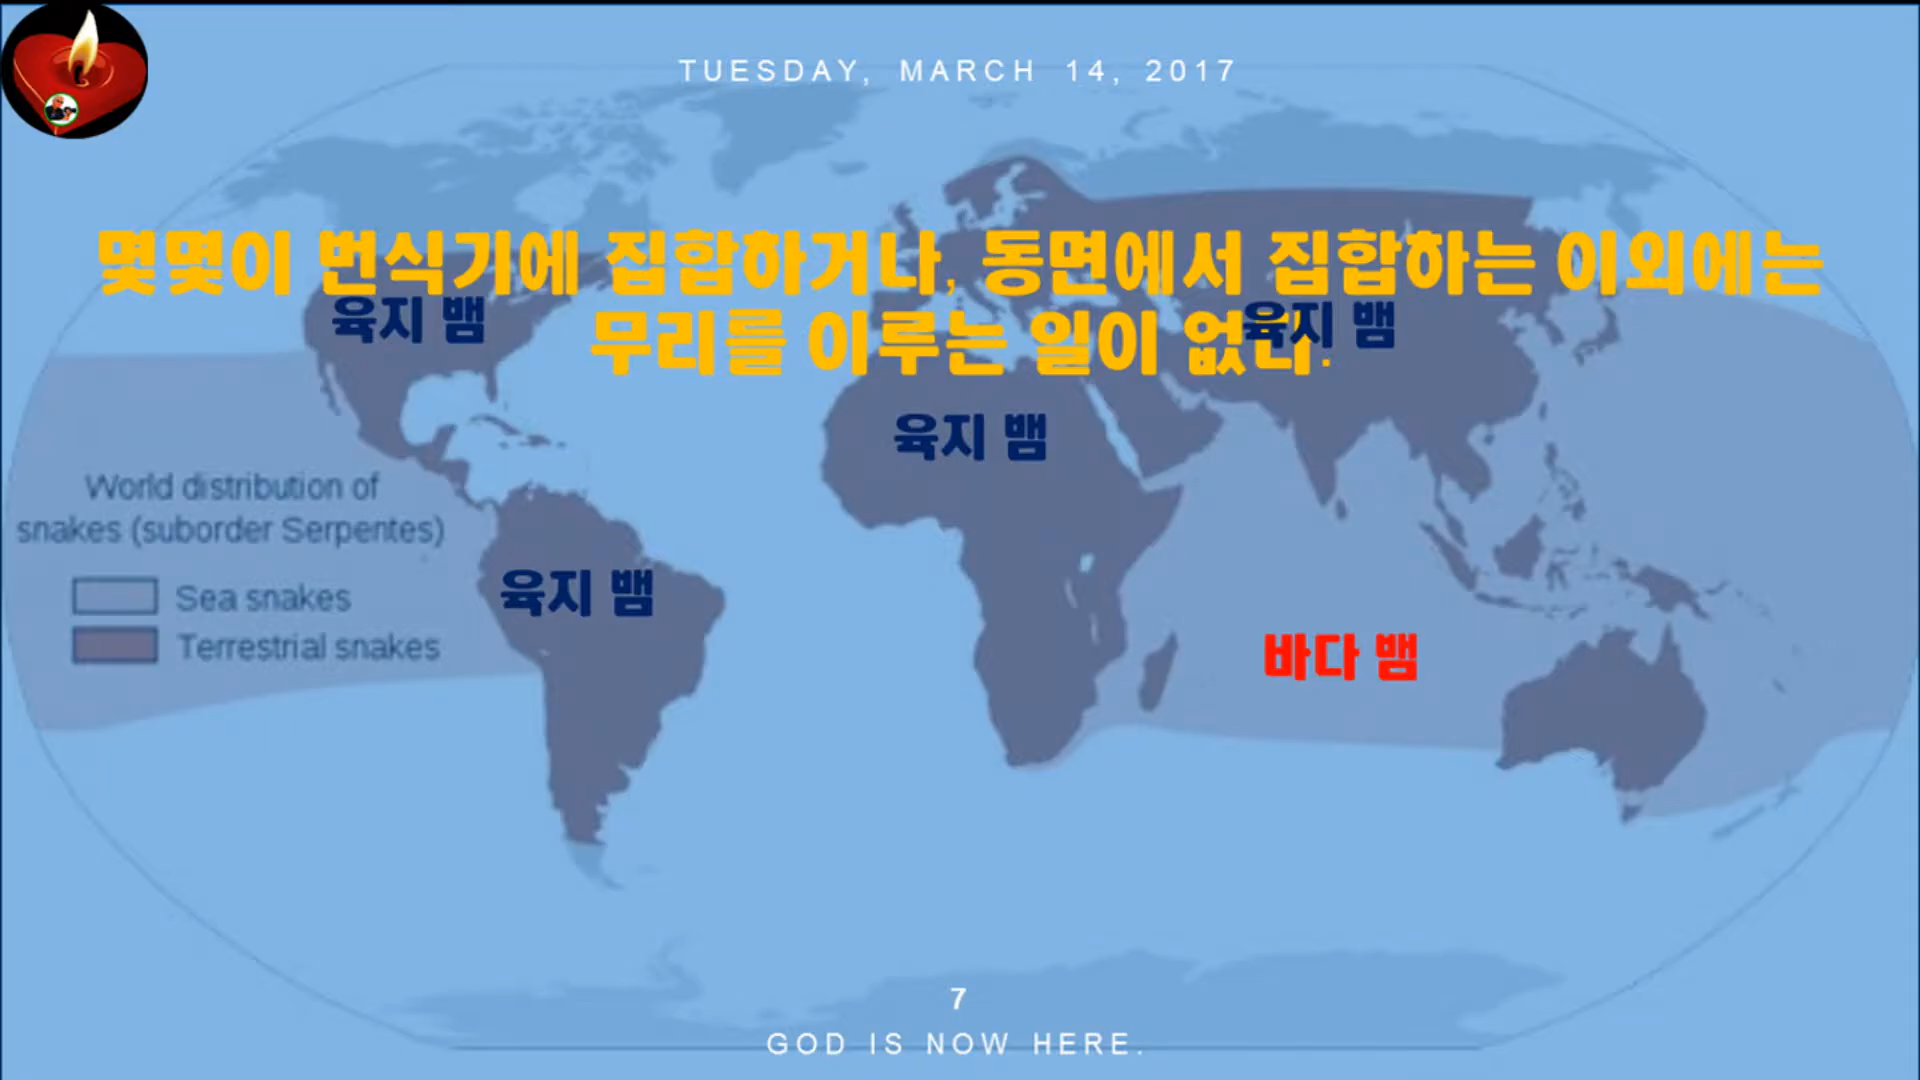 TUESDAY, MARCH 14, 2017
몇몇이 번식기에 집합하거나, 동면에서 집합하는 이외에는
무리를 이루는 일이 없다.
육지 뱀
육지 뱀
육지 뱀
World distribution of
snakes (suborder Serpentes)
Sea snakes
Terrestrial snakes
육지 뱀
바다 뱀
7
GOD IS NOW HERE.